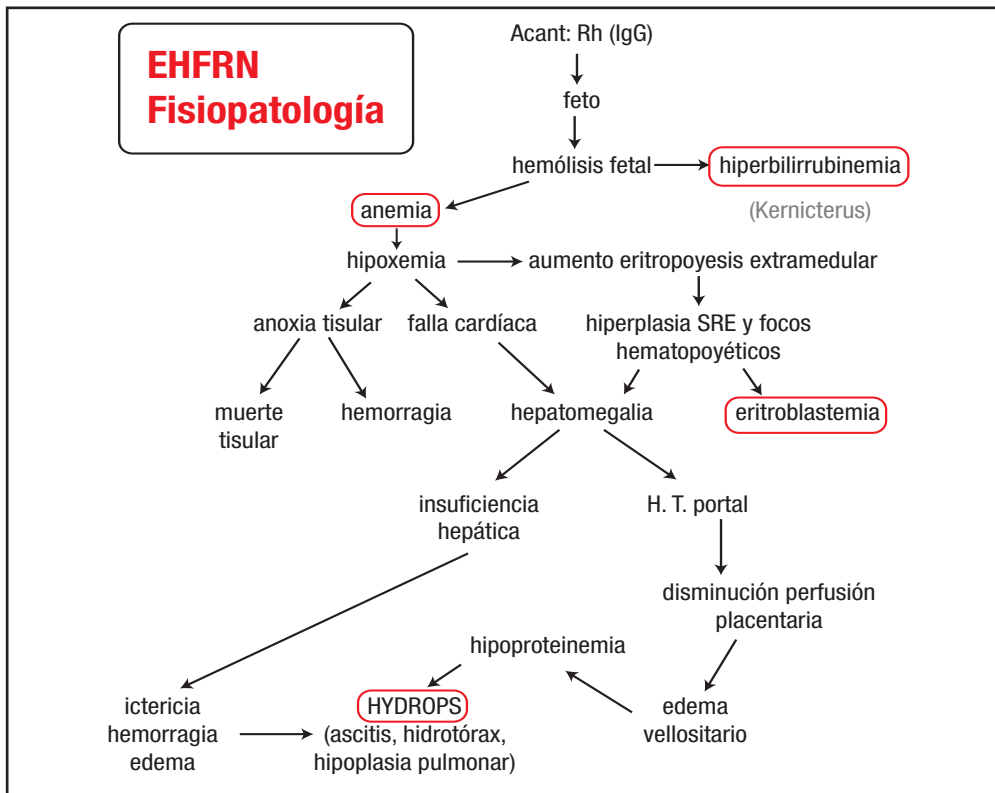 EHFRN
Fisiopatología
Acant: Rh (IgG)
feto
hemólisis fetal
hiperbilirrubinemia
(Kernicterus)
anemia
hipoxemia
aumento eritropoyesis extramedular
anoxia tisular
falla cardíaca
hiperplasia SRE y focos
hematopoyéticos
muerte
tisular
hemorragia
hepatomegalia
eritroblastemia
insuficiencia
hepática
H. T. portal
disminución perfusión
placentaria
hipoproteinemia
ictericia
hemorragia
edema
HYDROPS
(ascitis, hidrotórax,
hipoplasia pulmonar)
edema
vellositario